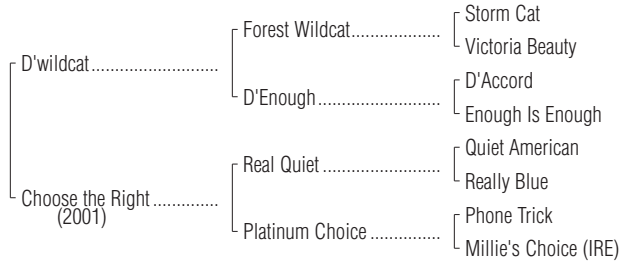 Storm Cat
Forest Wildcat...................
Victoria Beauty
D'wildcat...........................
D'Accord
D'Enough..........................
Enough Is Enough
Quiet American
Real Quiet .........................
Really Blue
Choose the Right..............
(2001)
Phone Trick
Platinum Choice ...............
Millie's Choice (IRE)